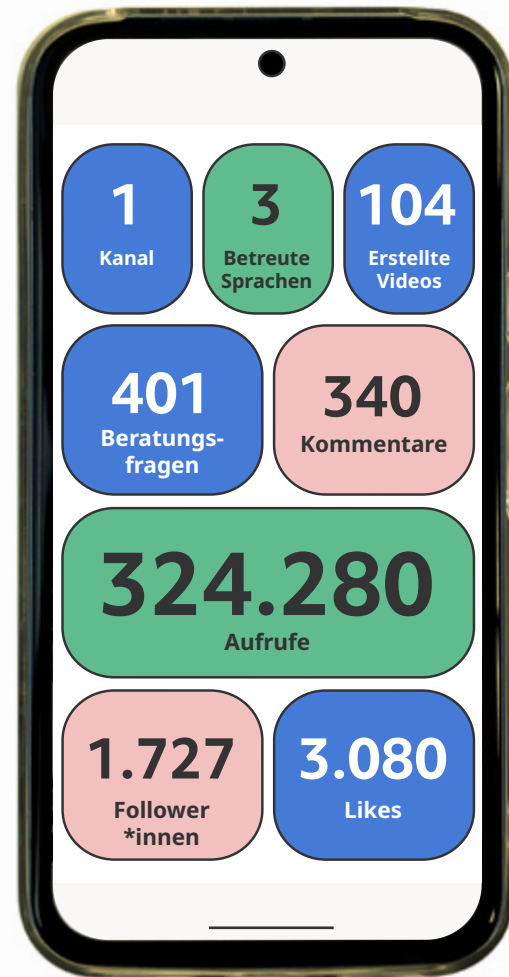 1
Kanal
3
Betreute
Sprachen
104
Erstellte
Videos
401
Beratungs-
fragen
340
Kommentare
324.280
Aufrufe
1.727
Follower
*innen
3.080
Likes